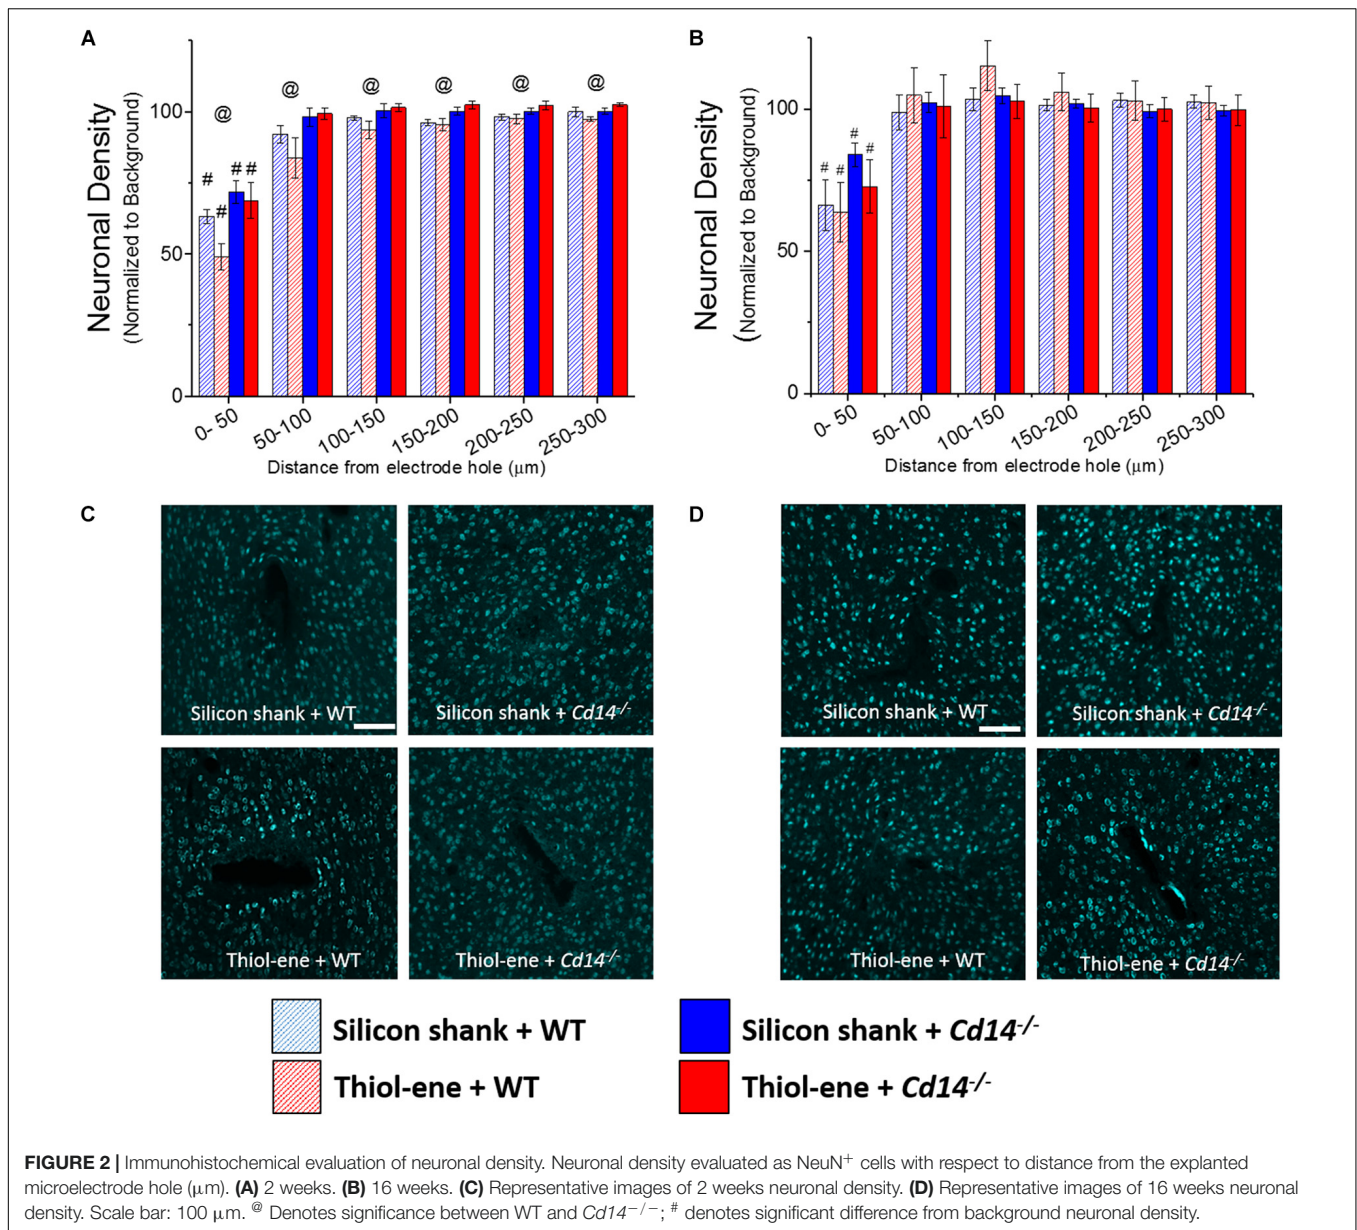 A
Neuronal Density
(Normalized to Background)
100
50
0
@ @ @ @ @ @
# # # #
0- 50 50-100 100-150 150-200 200-250 250-300
Distance from electrode hole (μm)
B
Neuronal Density
(Normalized to Background)
100
50
0
# # # #
0- 50 50-100 100-150 150-200 200-250 250-300
Distance from electrode hole (μm)
C
Silicon shank + WT
Silicon shank + Cd14-/-
Thiol-ene + WT
Thiol-ene + Cd14-/-
D
Silicon shank + WT
Silicon shank + Cd14-/-
Thiol-ene + WT
Thiol-ene + Cd14-/-
Silicon shank + WT
Silicon shank + Cd14-/-
Thiol-ene + WT
Thiol-ene + Cd14-/-
FIGURE 2 | Immunohistochemical evaluation of neuronal density. Neuronal density evaluated as NeuN+ cells with respect to distance from the explanted
microelectrode hole (μm). (A) 2 weeks. (B) 16 weeks. (C) Representative images of 2 weeks neuronal density. (D) Representative images of 16 weeks neuronal
density. Scale bar: 100 μm. @ Denotes significance between WT and Cd14−/−; # denotes significant difference from background neuronal density.